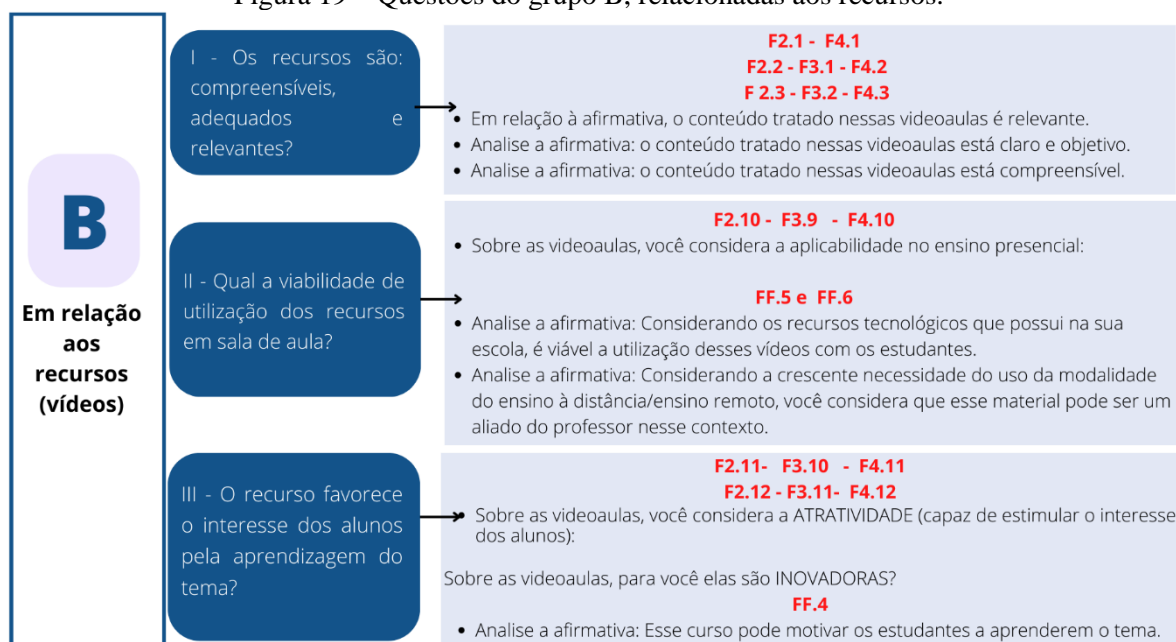 Figura 19 – Questões do grupo B, relacionadas aos recursos.
B
Em relação
aos
recursos
(vídeos)
I - Os recursos são:
compreensíveis,
adequados e
relevantes?
F2.1 - F4.1
F2.2 - F3.1 - F4.2
F 2.3 - F3.2 - F4.3
• Em relação à afirmativa, o conteúdo tratado nessas videoaulas é relevante.
• Analise a afirmativa: o conteúdo tratado nessas videoaulas está claro e objetivo.
• Analise a afirmativa: o conteúdo tratado nessas videoaulas está compreensível.
II - Qual a viabilidade de
utilização dos recursos
em sala de aula?
F2.10 - F3.9 - F4.10
• Sobre as videoaulas, você considera a aplicabilidade no ensino presencial:
FF.5 e FF.6
• Analise a afirmativa: Considerando os recursos tecnológicos que possui na sua
escola, é viável a utilização desses vídeos com os estudantes.
• Analise a afirmativa: Considerando a crescente necessidade do uso da modalidade
do ensino à distância/ensino remoto, você considera que esse material pode ser um
aliado do professor nesse contexto.
III - O recurso favorece
o interesse dos alunos
pela aprendizagem do
tema?
F2.11- F3.10 - F4.11
F2.12 - F3.11- F4.12
• Sobre as videoaulas, você considera a ATRATIVIDADE (capaz de estimular o interesse
dos alunos):
Sobre as videoaulas, para você elas são INOVADORAS?
FF.4
• Analise a afirmativa: Esse curso pode motivar os estudantes a aprenderem o tema.